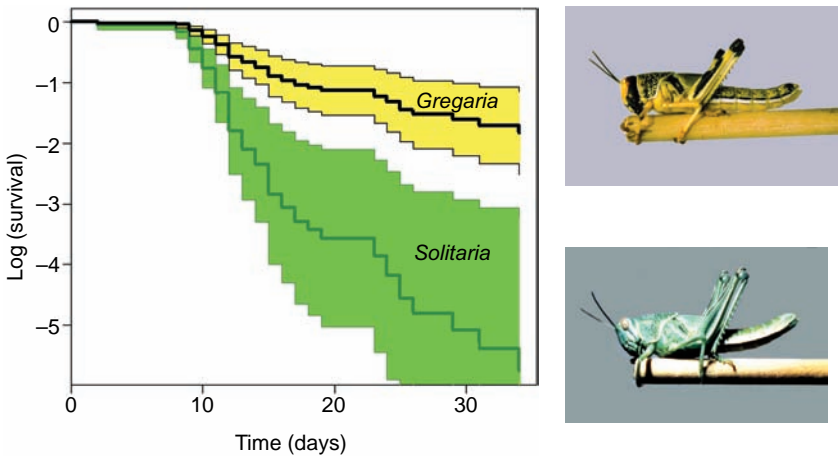 –0
–1
–2
–3
–4
–5
Log (survival)
Gregaria
Solitaria
0
10
20
30
Time (days)